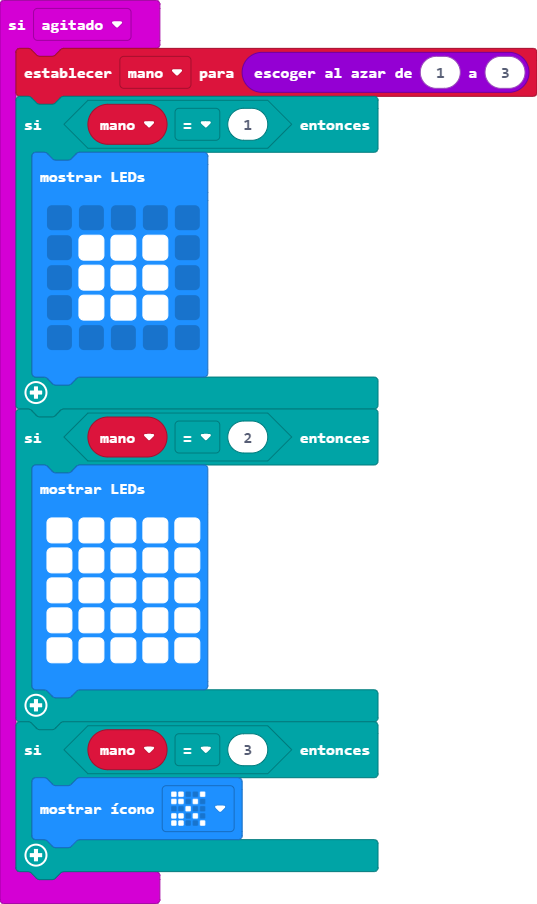 si agitado
establecer mano para escoger al azar de 1 a 3
si mano = 1 entonces
mostrar LEDs
si mano = 2 entonces
mostrar LEDs
si mano = 3 entonces
mostrar ícono